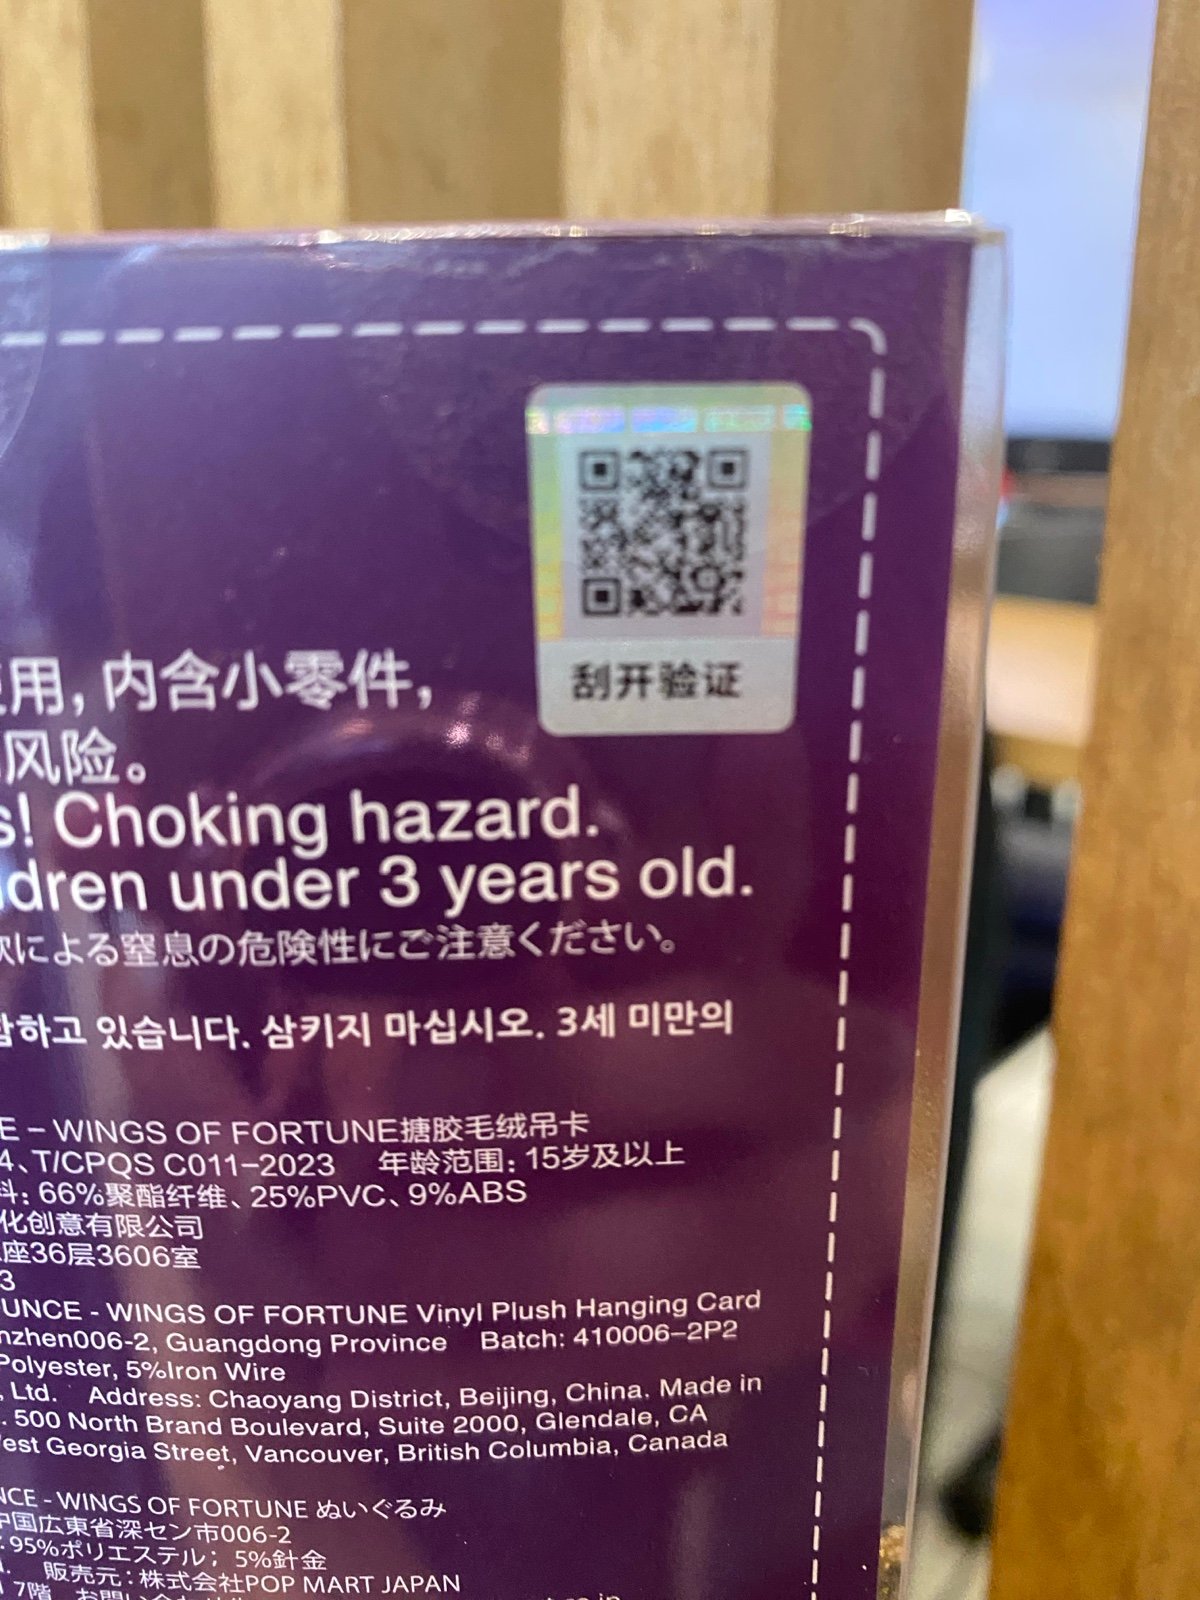 刮开验证
使用，内含小零件，
风险。
s! Choking hazard.
ldren under 3 years old.
飲による窒息の危険性にご注意ください。
합하고 있습니다. 삼키지 마십시오. 3세 미만의
E – WINGS OF FORTUNE搪胶毛绒吊卡
4、T/CPQS C011–2023 年龄范围：15岁及以上
料：66%聚酯纤维、25%PVC、9%ABS
化创意有限公司
座36层3606室
3
OUNCE - WINGS OF FORTUNE Vinyl Plush Hanging Card
nzhen006-2, Guangdong Province Batch: 410006–2P2
Polyester, 5%Iron Wire
, Ltd. Address: Chaoyang District, Beijing, China. Made in
. 500 North Brand Boulevard, Suite 2000, Glendale, CA
West Georgia Street, Vancouver, British Columbia, Canada
NCE - WINGS OF FORTUNE ぬいぐるみ
中国広東省深セン市006-2
：95%ポリエステル；5%針金
販売元：株式会社POP MART JAPAN
7階